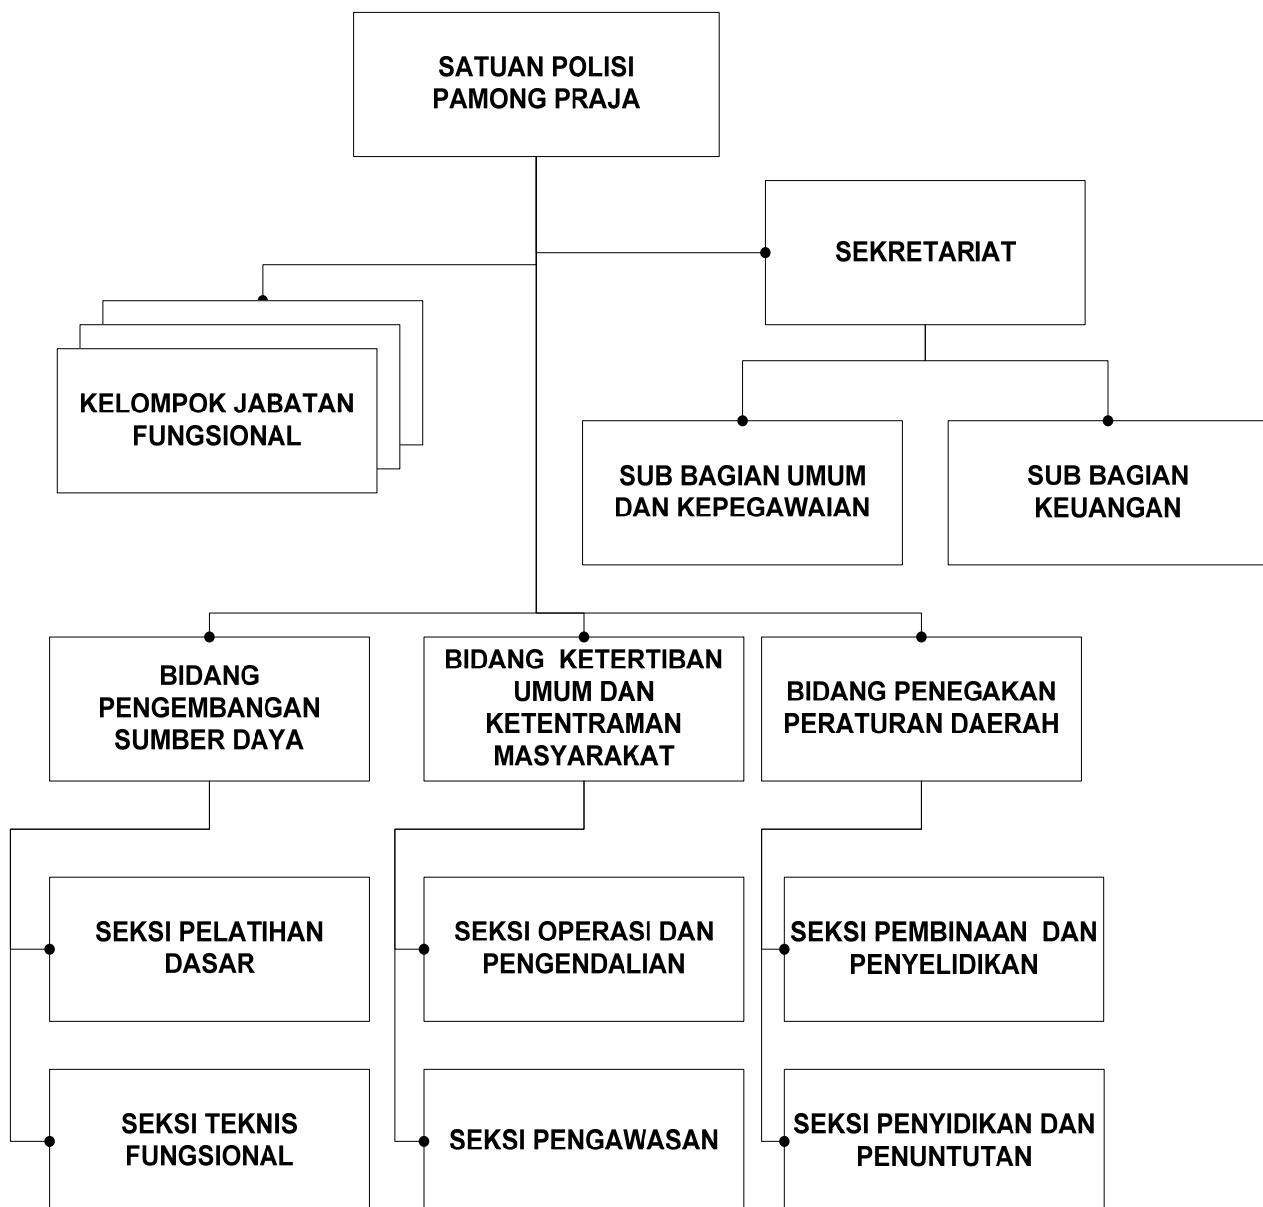 SATUAN POLISI
PAMONG PRAJA
SEKRETARIAT
KELOMPOK JABATAN
FUNGSIONAL
SUB BAGIAN UMUM
DAN KEPEGAWAIAN
SUB BAGIAN
KEUANGAN
BIDANG
PENGEMBANGAN
SUMBER DAYA
BIDANG  KETERTIBAN
UMUM DAN
KETENTRAMAN
MASYARAKAT
BIDANG PENEGAKAN
PERATURAN DAERAH
SEKSI PELATIHAN
DASAR
SEKSI OPERASI DAN
PENGENDALIAN
SEKSI PEMBINAAN  DAN
PENYELIDIKAN
SEKSI TEKNIS
FUNGSIONAL
SEKSI PENGAWASAN
SEKSI PENYIDIKAN DAN
PENUNTUTAN